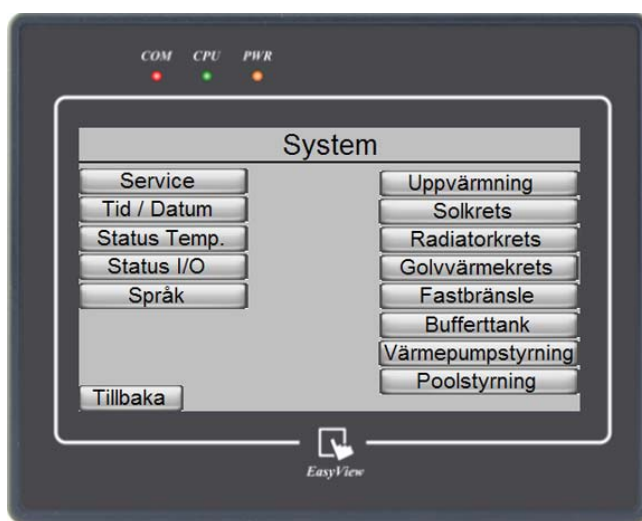 COM CPU PWR
System
Service
Tid / Datum
Status Temp.
Status I/O
Språk
Tillbaka
Uppvärmning
Solkrets
Radiatorkrets
Golvvärmekrets
Fastbränsle
Bufferttank
Värmepumpstyrning
Poolstyrning
EasyView